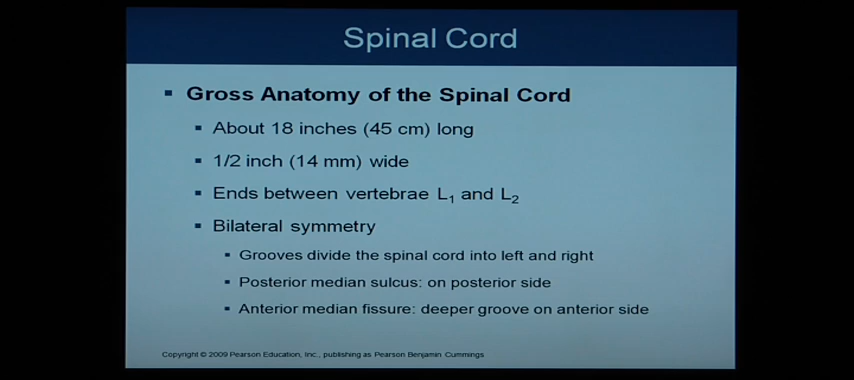 Spinal Cord
▪ Gross Anatomy of the Spinal Cord
▪ About 18 inches (45 cm) long
▪ 1/2 inch (14 mm) wide
▪ Ends between vertebrae L₁ and L₂
▪ Bilateral symmetry
▪ Grooves divide the spinal cord into left and right
▪ Posterior median sulcus: on posterior side
▪ Anterior median fissure: deeper groove on anterior side
Copyright © 2009 Pearson Education, Inc., publishing as Pearson Benjamin Cummings